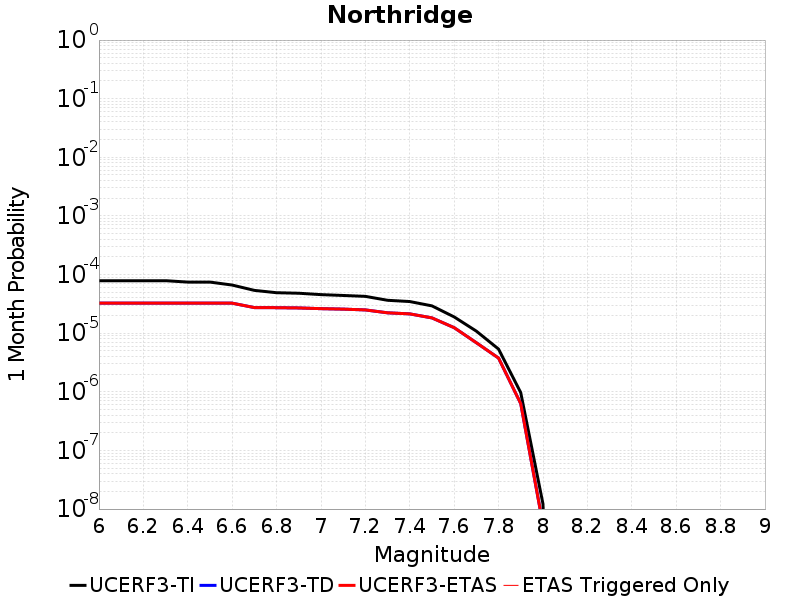 Northridge
10^0
10^-1
10^-2
10^-3
10^-4
10^-5
10^-6
10^-7
10^-8
1 Month Probability
6 6.2 6.4 6.6 6.8 7 7.2 7.4 7.6 7.8 8 8.2 8.4 8.6 8.8 9
Magnitude
UCERF3-TI UCERF3-TD UCERF3-ETAS ETAS Triggered Only